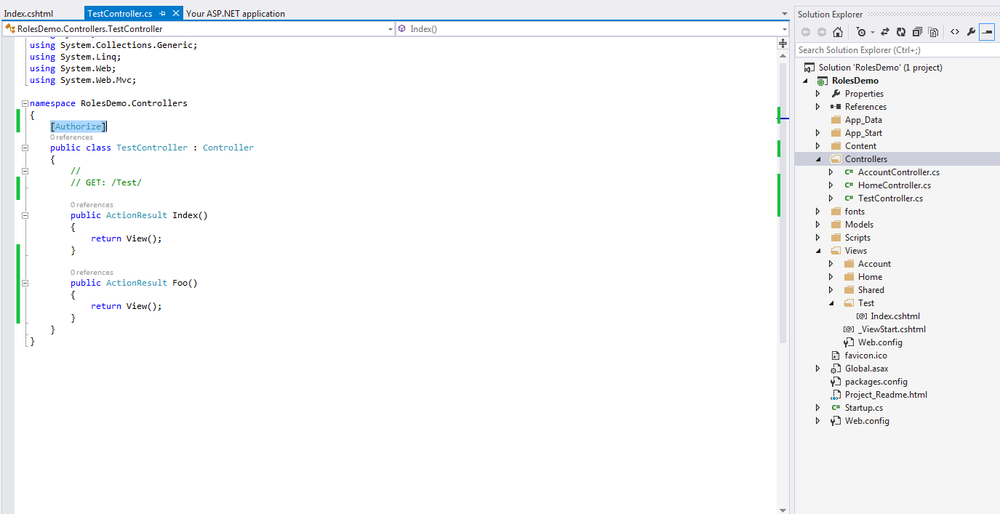 Index.cshtml TestController.cs Your ASP.NET application
RolesDemo.Controllers.TestController Index()
using System.Collections.Generic;
using System.Linq;
using System.Web;
using System.Web.Mvc;
namespace RolesDemo.Controllers
{
[Authorize]
0 references
public class TestController : Controller
{
//
// GET: /Test/
0 references
public ActionResult Index()
{
return View();
}
0 references
public ActionResult Foo()
{
return View();
}
}
}
Solution Explorer
Search Solution Explorer (Ctrl+;)
Solution 'RolesDemo' (1 project)
RolesDemo
Properties
References
App_Data
App_Start
Content
Controllers
C# AccountController.cs
C# HomeController.cs
C# TestController.cs
fonts
Models
Scripts
Views
Account
Home
Shared
Test
[@] Index.cshtml
[@] _ViewStart.cshtml
Web.config
favicon.ico
Global.asax
packages.config
Project_Readme.html
C# Startup.cs
Web.config